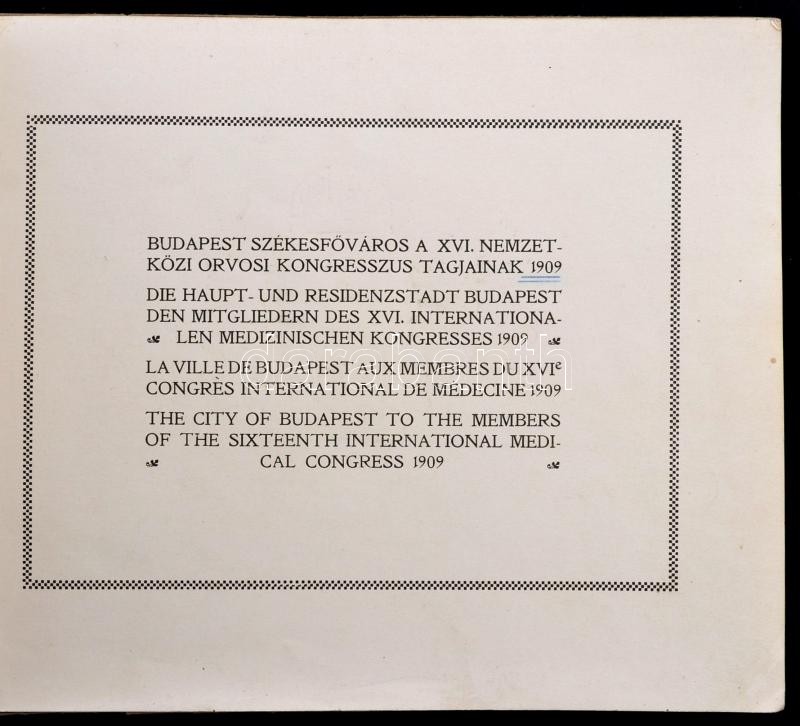 BUDAPEST SZÉKESFŐVÁROS A XVI. NEMZET-
KÖZI ORVOSI KONGRESSZUS TAGJAINAK 1909
DIE HAUPT- UND RESIDENZSTADT BUDAPEST
DEN MITGLIEDERN DES XVI. INTERNATIONA-
LEN MEDIZINISCHEN KONGRESSES 1909
LA VILLE DE BUDAPEST AUX MEMBRES DU XVIe
CONGRÈS INTERNATIONAL DE MÉDECINE 1909
THE CITY OF BUDAPEST TO THE MEMBERS
OF THE SIXTEENTH INTERNATIONAL MEDI-
CAL CONGRESS 1909
darabanth